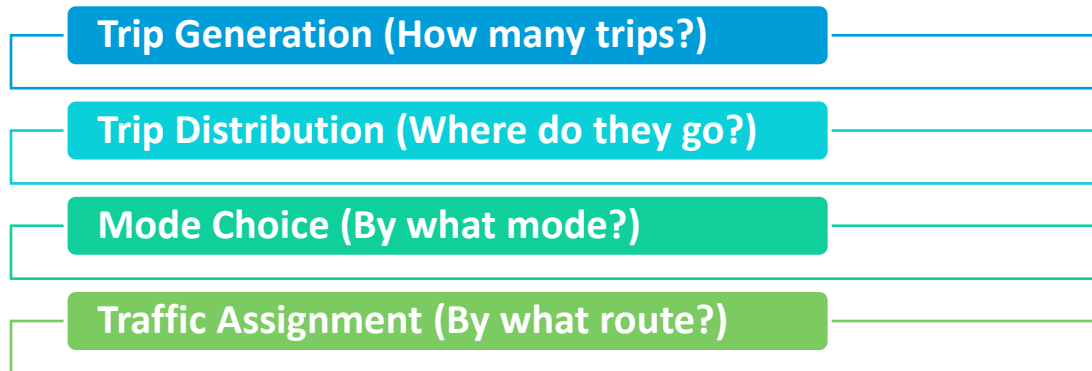 Trip Generation (How many trips?)
Trip Distribution (Where do they go?)
Mode Choice (By what mode?)
Traffic Assignment (By what route?)